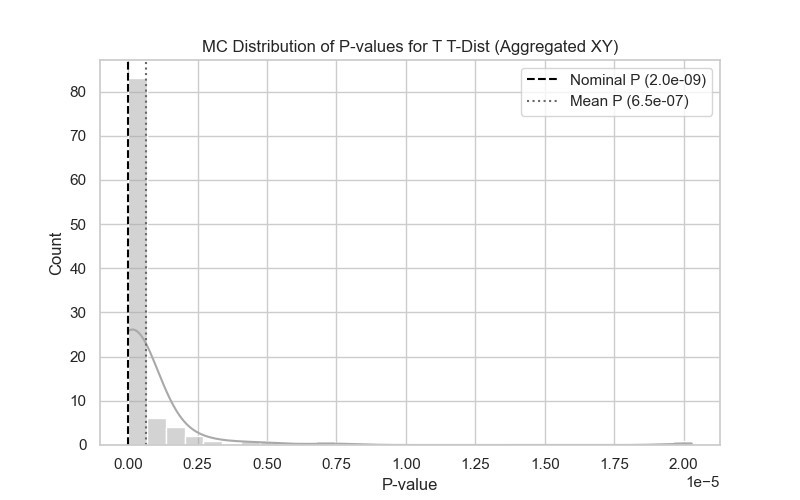 MC Distribution of P-values for T T-Dist (Aggregated XY)
Nominal P (2.0e-09)
Mean P (6.5e-07)
Count
80
70
60
50
40
30
20
10
0
0.00 0.25 0.50 0.75 1.00 1.25 1.50 1.75 2.00
1e−5
P-value